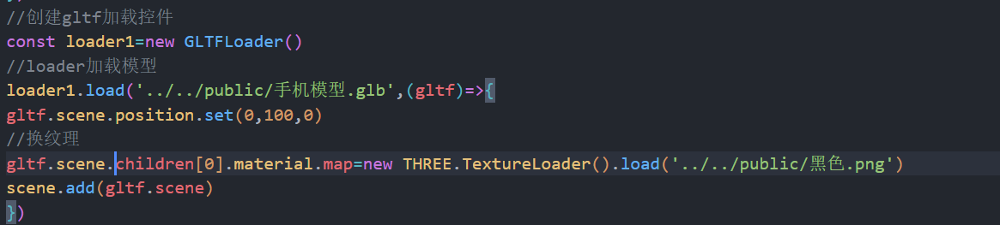 //创建gltf加载控件
const loader1=new GLTFLoader()
//loader加载模型
loader1.load('../../public/手机模型.glb',(gltf)=>{
gltf.scene.position.set(0,100,0)
//换纹理
gltf.scene.children[0].material.map=new THREE.TextureLoader().load('../../public/黑色.png')
scene.add(gltf.scene)
})